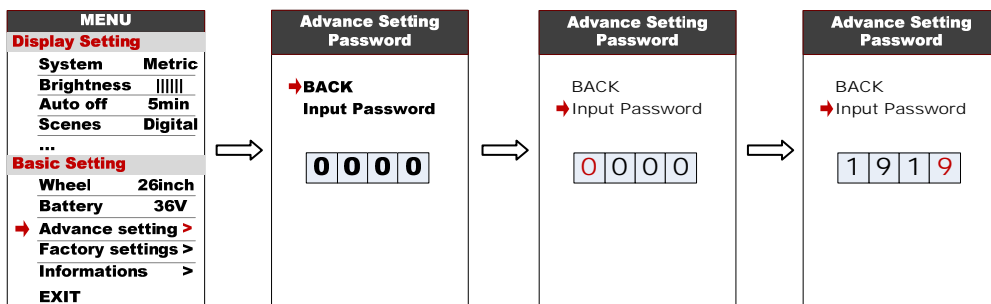 MENU
Display Setting
System Metric
Brightness ||||||
Auto off 5min
Scenes Digital
...
Basic Setting
Wheel 26inch
Battery 36V
Advance setting >
Factory settings >
Informations >
EXIT
Advance Setting
Password
BACK
Input Password
0 0 0 0
Advance Setting
Password
BACK
Input Password
0 0 0 0
Advance Setting
Password
BACK
Input Password
1 9 1 9